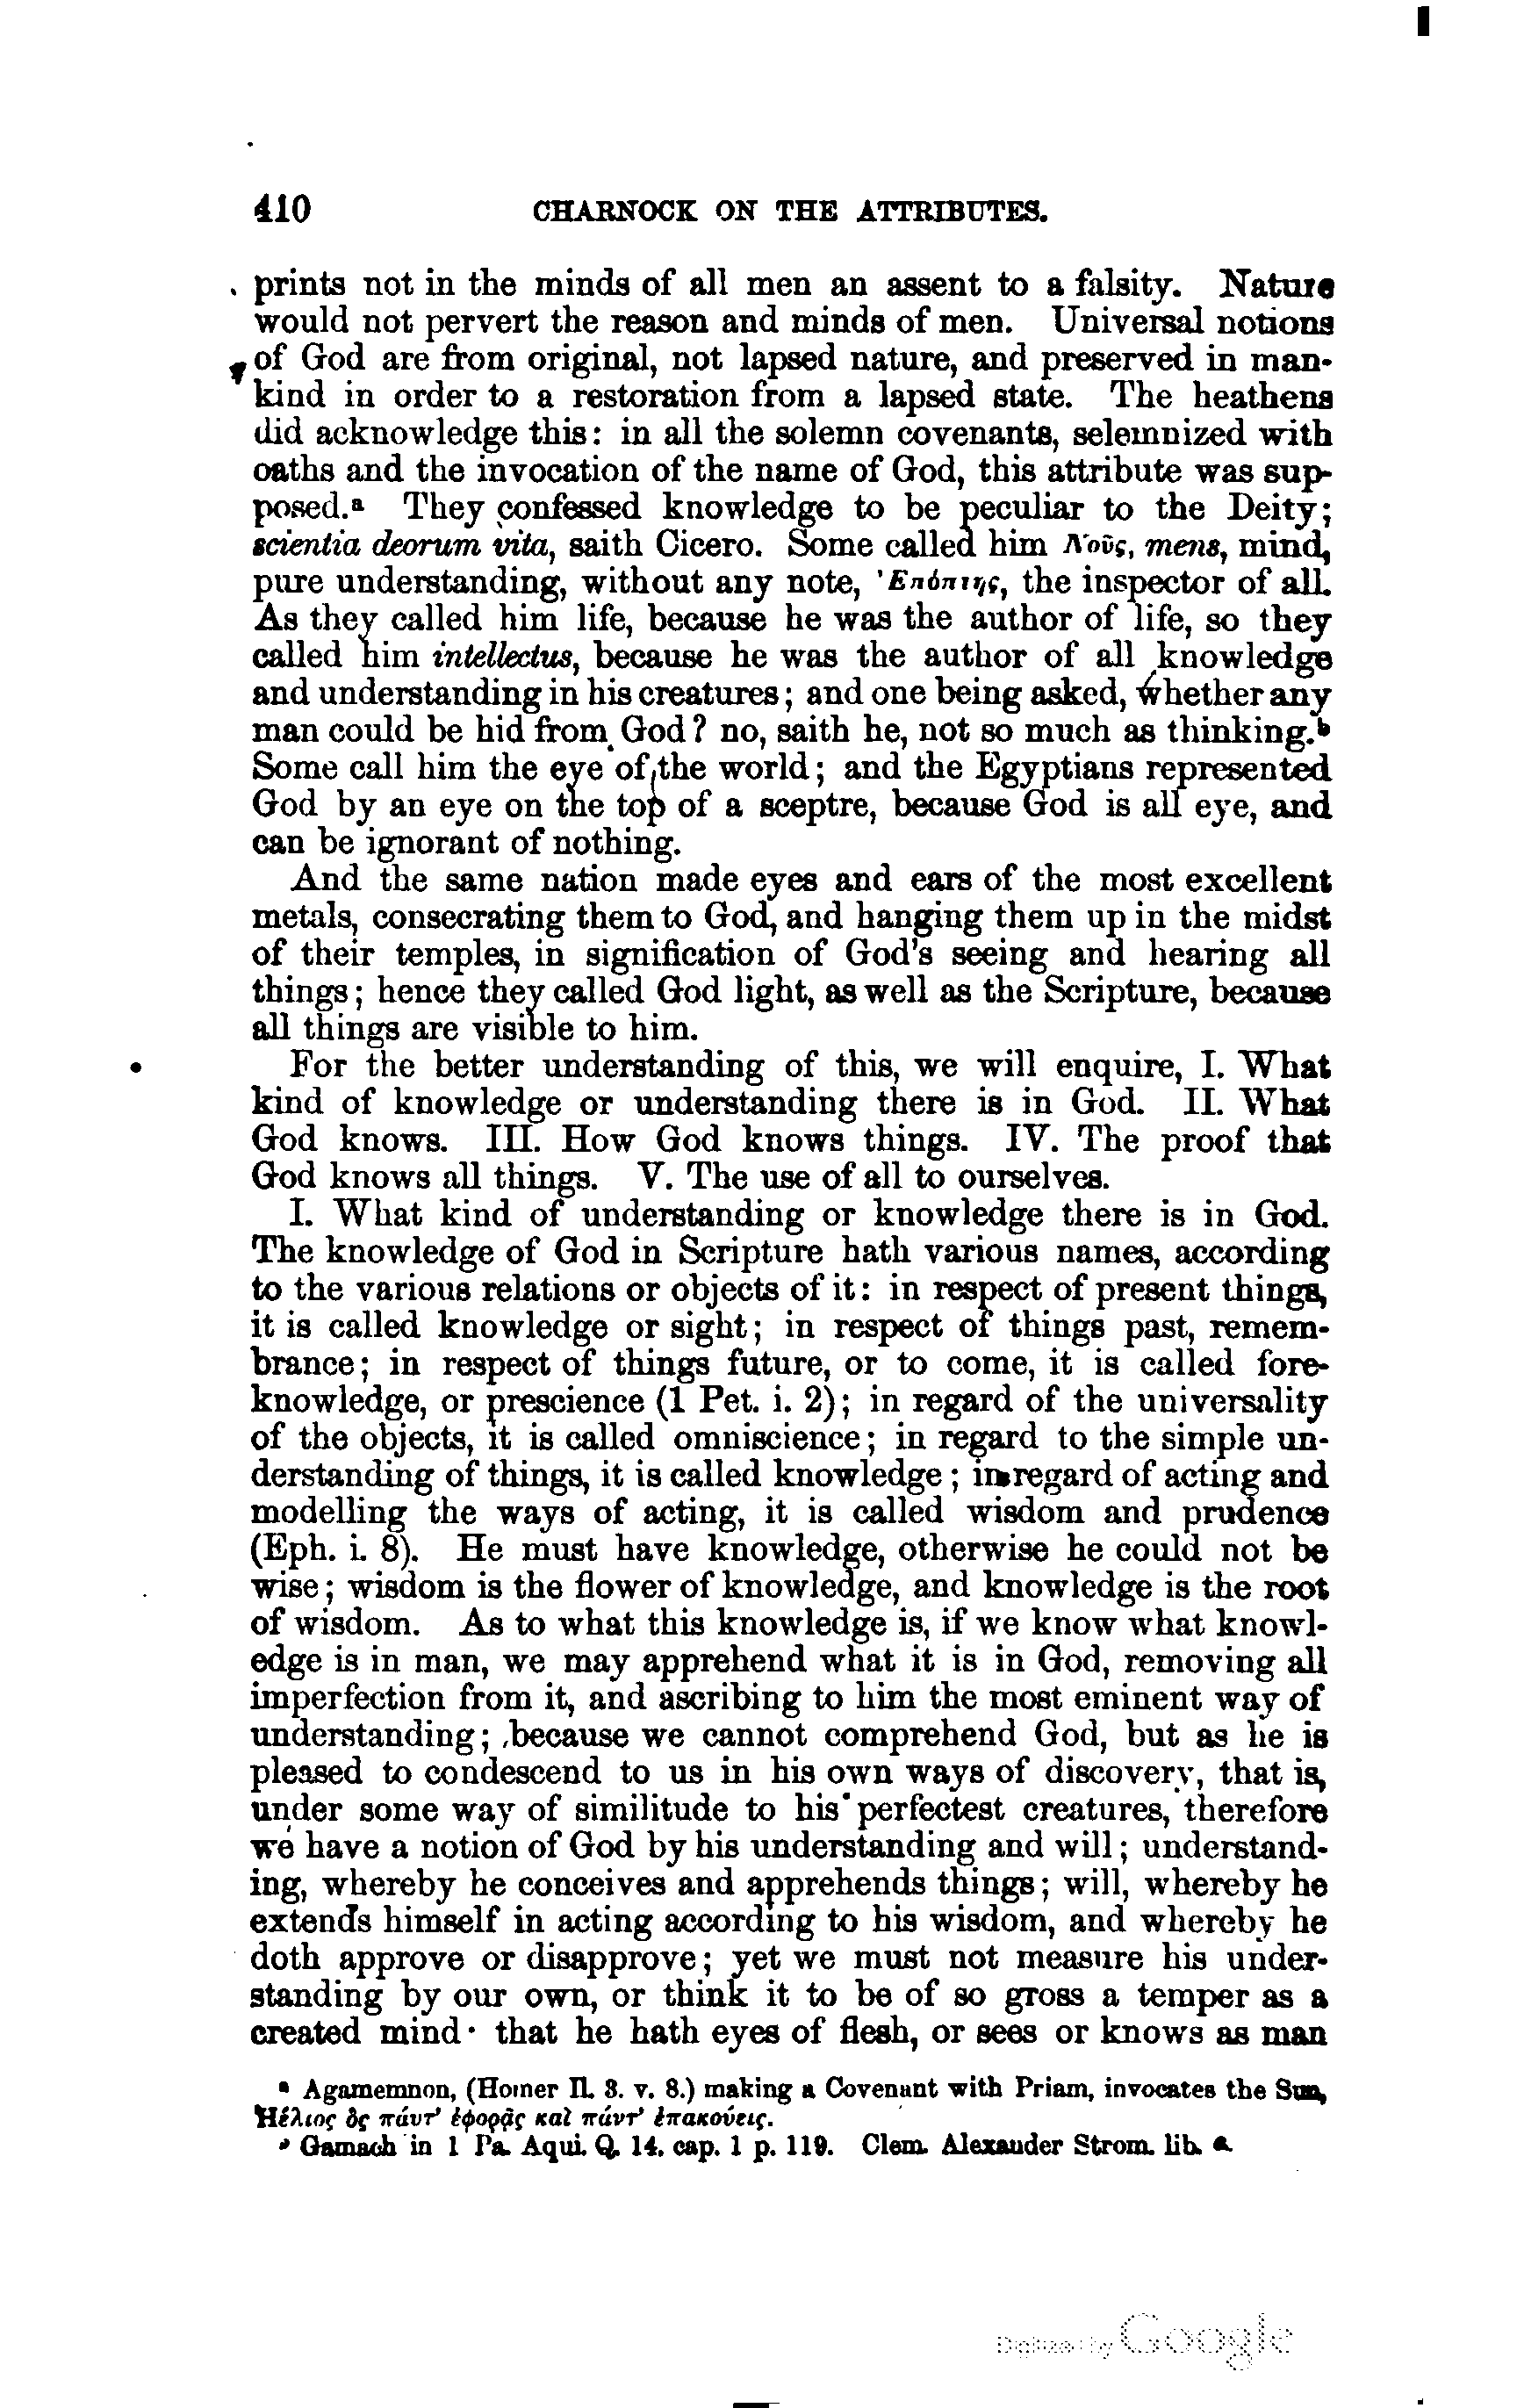 410 CHARNOCK ON THE ATTRIBUTES.
prints not in the minds of all men an assent to a falsity. Nature
would not pervert the reason and minds of men. Universal notions
of God are from original, not lapsed nature, and preserved in man-
kind in order to a restoration from a lapsed state. The heathens
did acknowledge this: in all the solemn covenants, selemnized with
oaths and the invocation of the name of God, this attribute was sup-
posed.a They confessed knowledge to be peculiar to the Deity;
scientia deorum vita, saith Cicero. Some called him Νοῦς, mens, mind,
pure understanding, without any note, Ἐπόπτης, the inspector of all.
As they called him life, because he was the author of life, so they
called him intellectus, because he was the author of all knowledge
and understanding in his creatures; and one being asked, whether any
man could be hid from God? no, saith he, not so much as thinking.b
Some call him the eye of the world; and the Egyptians represented
God by an eye on the top of a sceptre, because God is all eye, and
can be ignorant of nothing.
And the same nation made eyes and ears of the most excellent
metals, consecrating them to God, and hanging them up in the midst
of their temples, in signification of God's seeing and hearing all
things; hence they called God light, as well as the Scripture, because
all things are visible to him.
For the better understanding of this, we will enquire, I. What
kind of knowledge or understanding there is in God. II. What
God knows. III. How God knows things. IV. The proof that
God knows all things. V. The use of all to ourselves.
I. What kind of understanding or knowledge there is in God.
The knowledge of God in Scripture hath various names, according
to the various relations or objects of it: in respect of present things,
it is called knowledge or sight; in respect of things past, remem-
brance; in respect of things future, or to come, it is called fore-
knowledge, or prescience (1 Pet. i. 2); in regard of the universality
of the objects, it is called omniscience; in regard to the simple un-
derstanding of things, it is called knowledge; in regard of acting and
modelling the ways of acting, it is called wisdom and prudence
(Eph. i. 8). He must have knowledge, otherwise he could not be
wise; wisdom is the flower of knowledge, and knowledge is the root
of wisdom. As to what this knowledge is, if we know what knowl-
edge is in man, we may apprehend what it is in God, removing all
imperfection from it, and ascribing to him the most eminent way of
understanding; because we cannot comprehend God, but as he is
pleased to condescend to us in his own ways of discovery, that is,
under some way of similitude to his perfectest creatures, therefore
we have a notion of God by his understanding and will; understand-
ing, whereby he conceives and apprehends things; will, whereby he
extends himself in acting according to his wisdom, and whereby he
doth approve or disapprove; yet we must not measure his under-
standing by our own, or think it to be of so gross a temper as a
created mind· that he hath eyes of flesh, or sees or knows as man
a Agamemnon, (Homer Il. 3. v. 8.) making a Covenant with Priam, invocates the Sun,
Ἠέλιος ὃς πάντ' ἐφορᾷς καὶ πάντ' ἐπακούεις.
b Gamach in 1 Pa. Aqui. Q. 14. cap. 1 p. 119. Clem. Alexander Strom. lib.
Digitized by Google